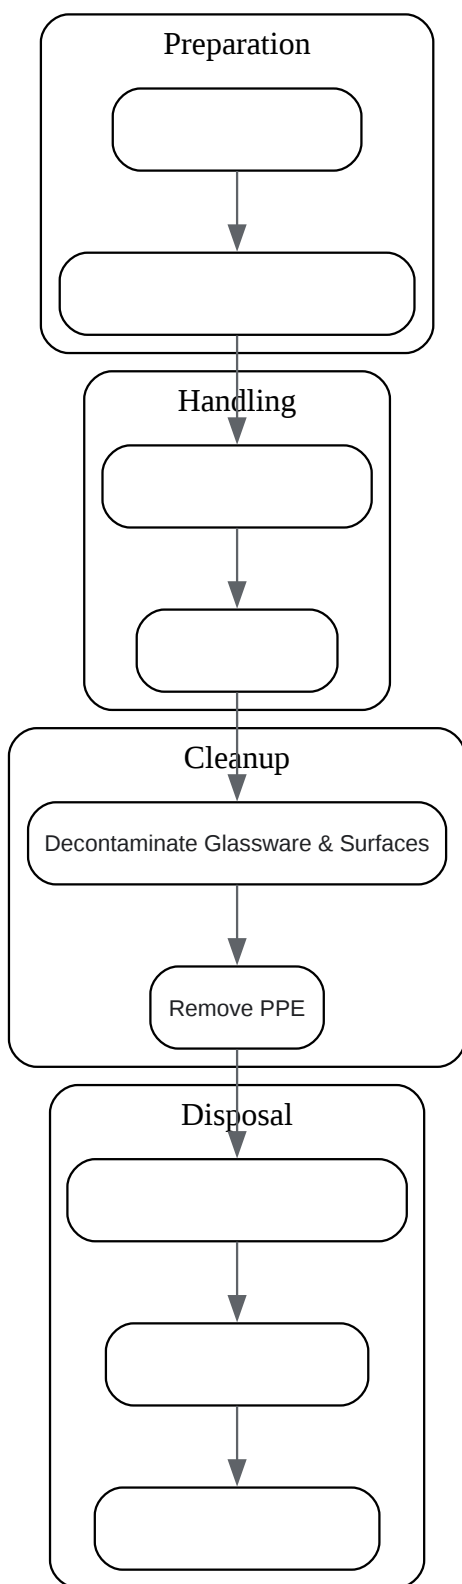 Preparation
Handling
Cleanup
Decontaminate Glassware & Surfaces
Remove PPE
Disposal